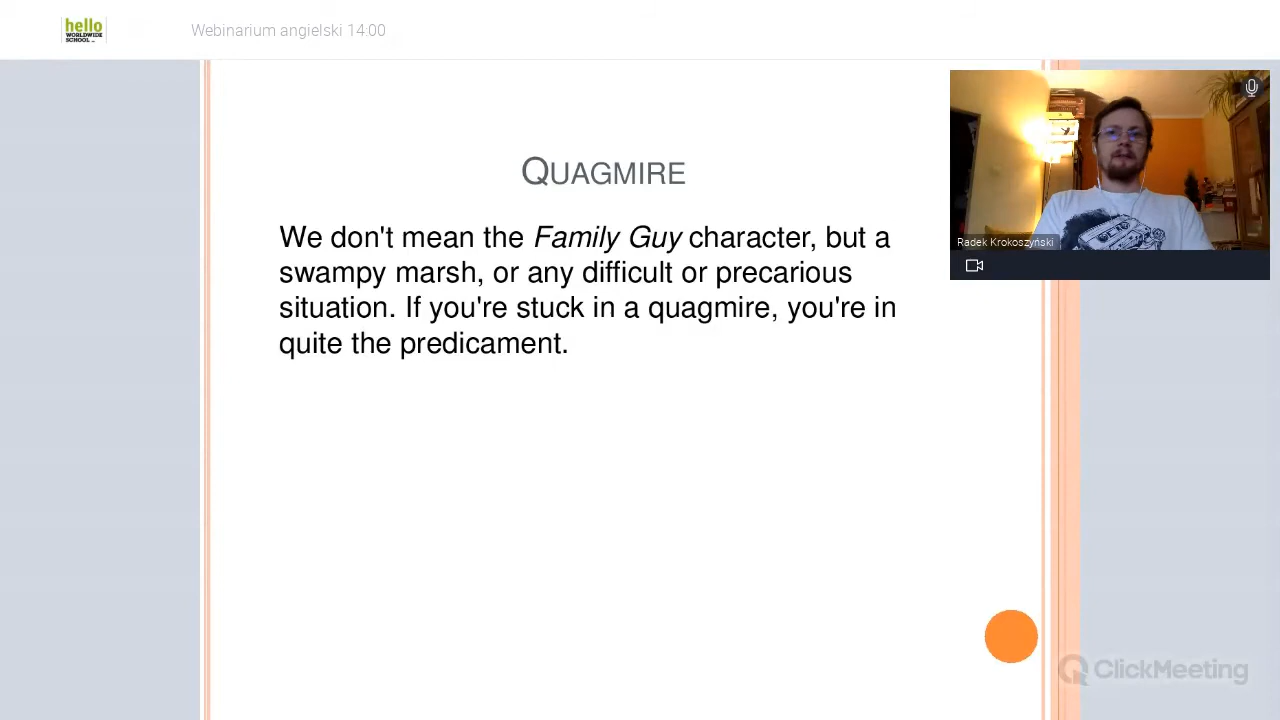 hello
WORLDWIDE
SCHOOL
Webinarium angielski 14:00
QUAGMIRE
We don't mean the Family Guy character, but a
swampy marsh, or any difficult or precarious
situation. If you're stuck in a quagmire, you're in
quite the predicament.
Radek Krokoszyński
ClickMeeting